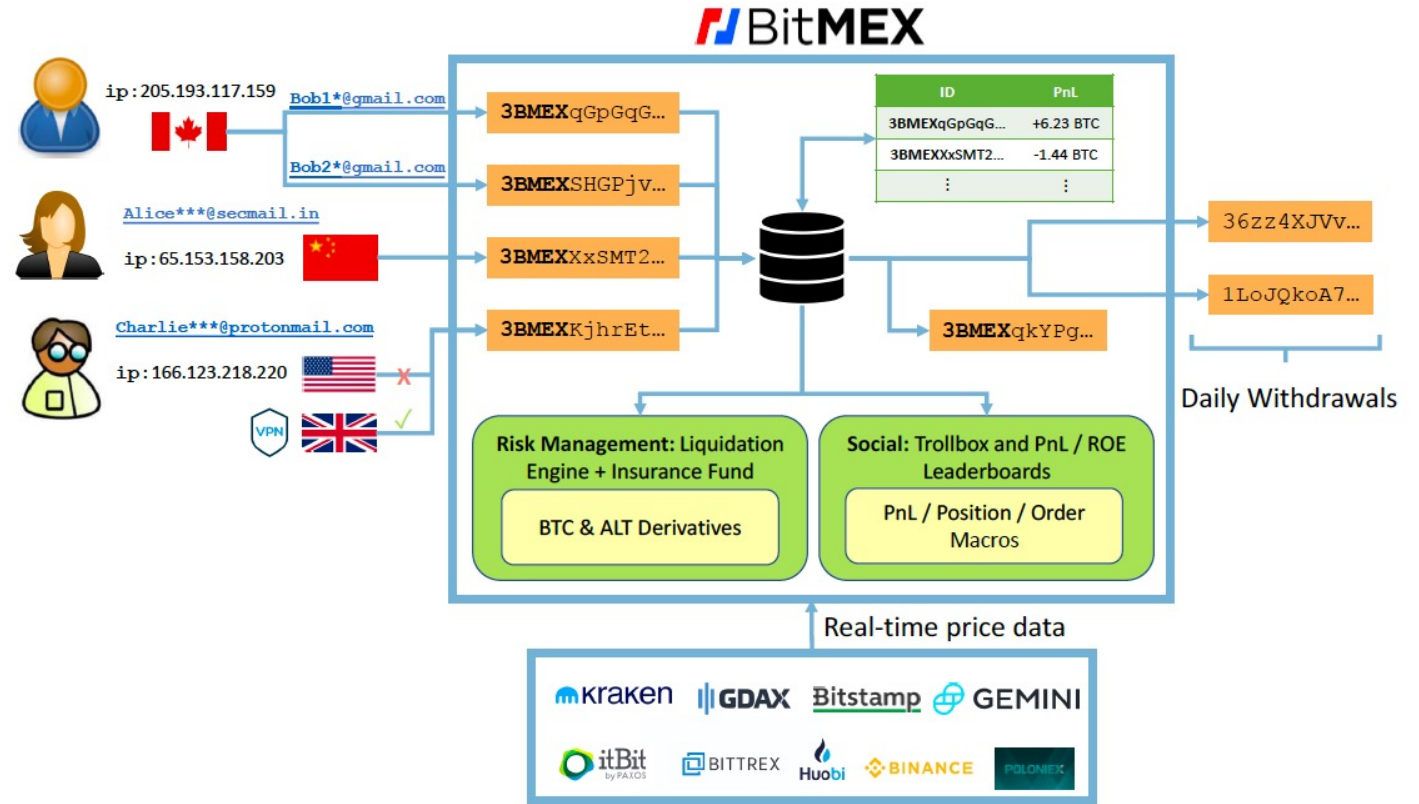 BitMEX
ip:205.193.117.159
Bob1*@gmail.com
Bob2*@gmail.com
Alice***@secmail.in
ip:65.153.158.203
Charlie***@protonmail.com
ip:166.123.218.220
X
VPN
3BMEXqGpGqG...
3BMEXSHGPjv...
3BMEXXxSMT2...
3BMEXKjhrEt...
ID PnL
3BMEXqGpGqG... +6.23 BTC
3BMEXXxSMT2... -1.44 BTC
⋮ ⋮
3BMEXqkYPg...
36zz4XJVv...
1LoJQkoA7...
Daily Withdrawals
Risk Management: Liquidation
Engine + Insurance Fund
BTC & ALT Derivatives
Social: Trollbox and PnL / ROE
Leaderboards
PnL / Position / Order
Macros
Real-time price data
kraken
GDAX
Bitstamp
GEMINI
itBit
by PAXOS
BITTREX
Huobi
BINANCE
POLONIEX